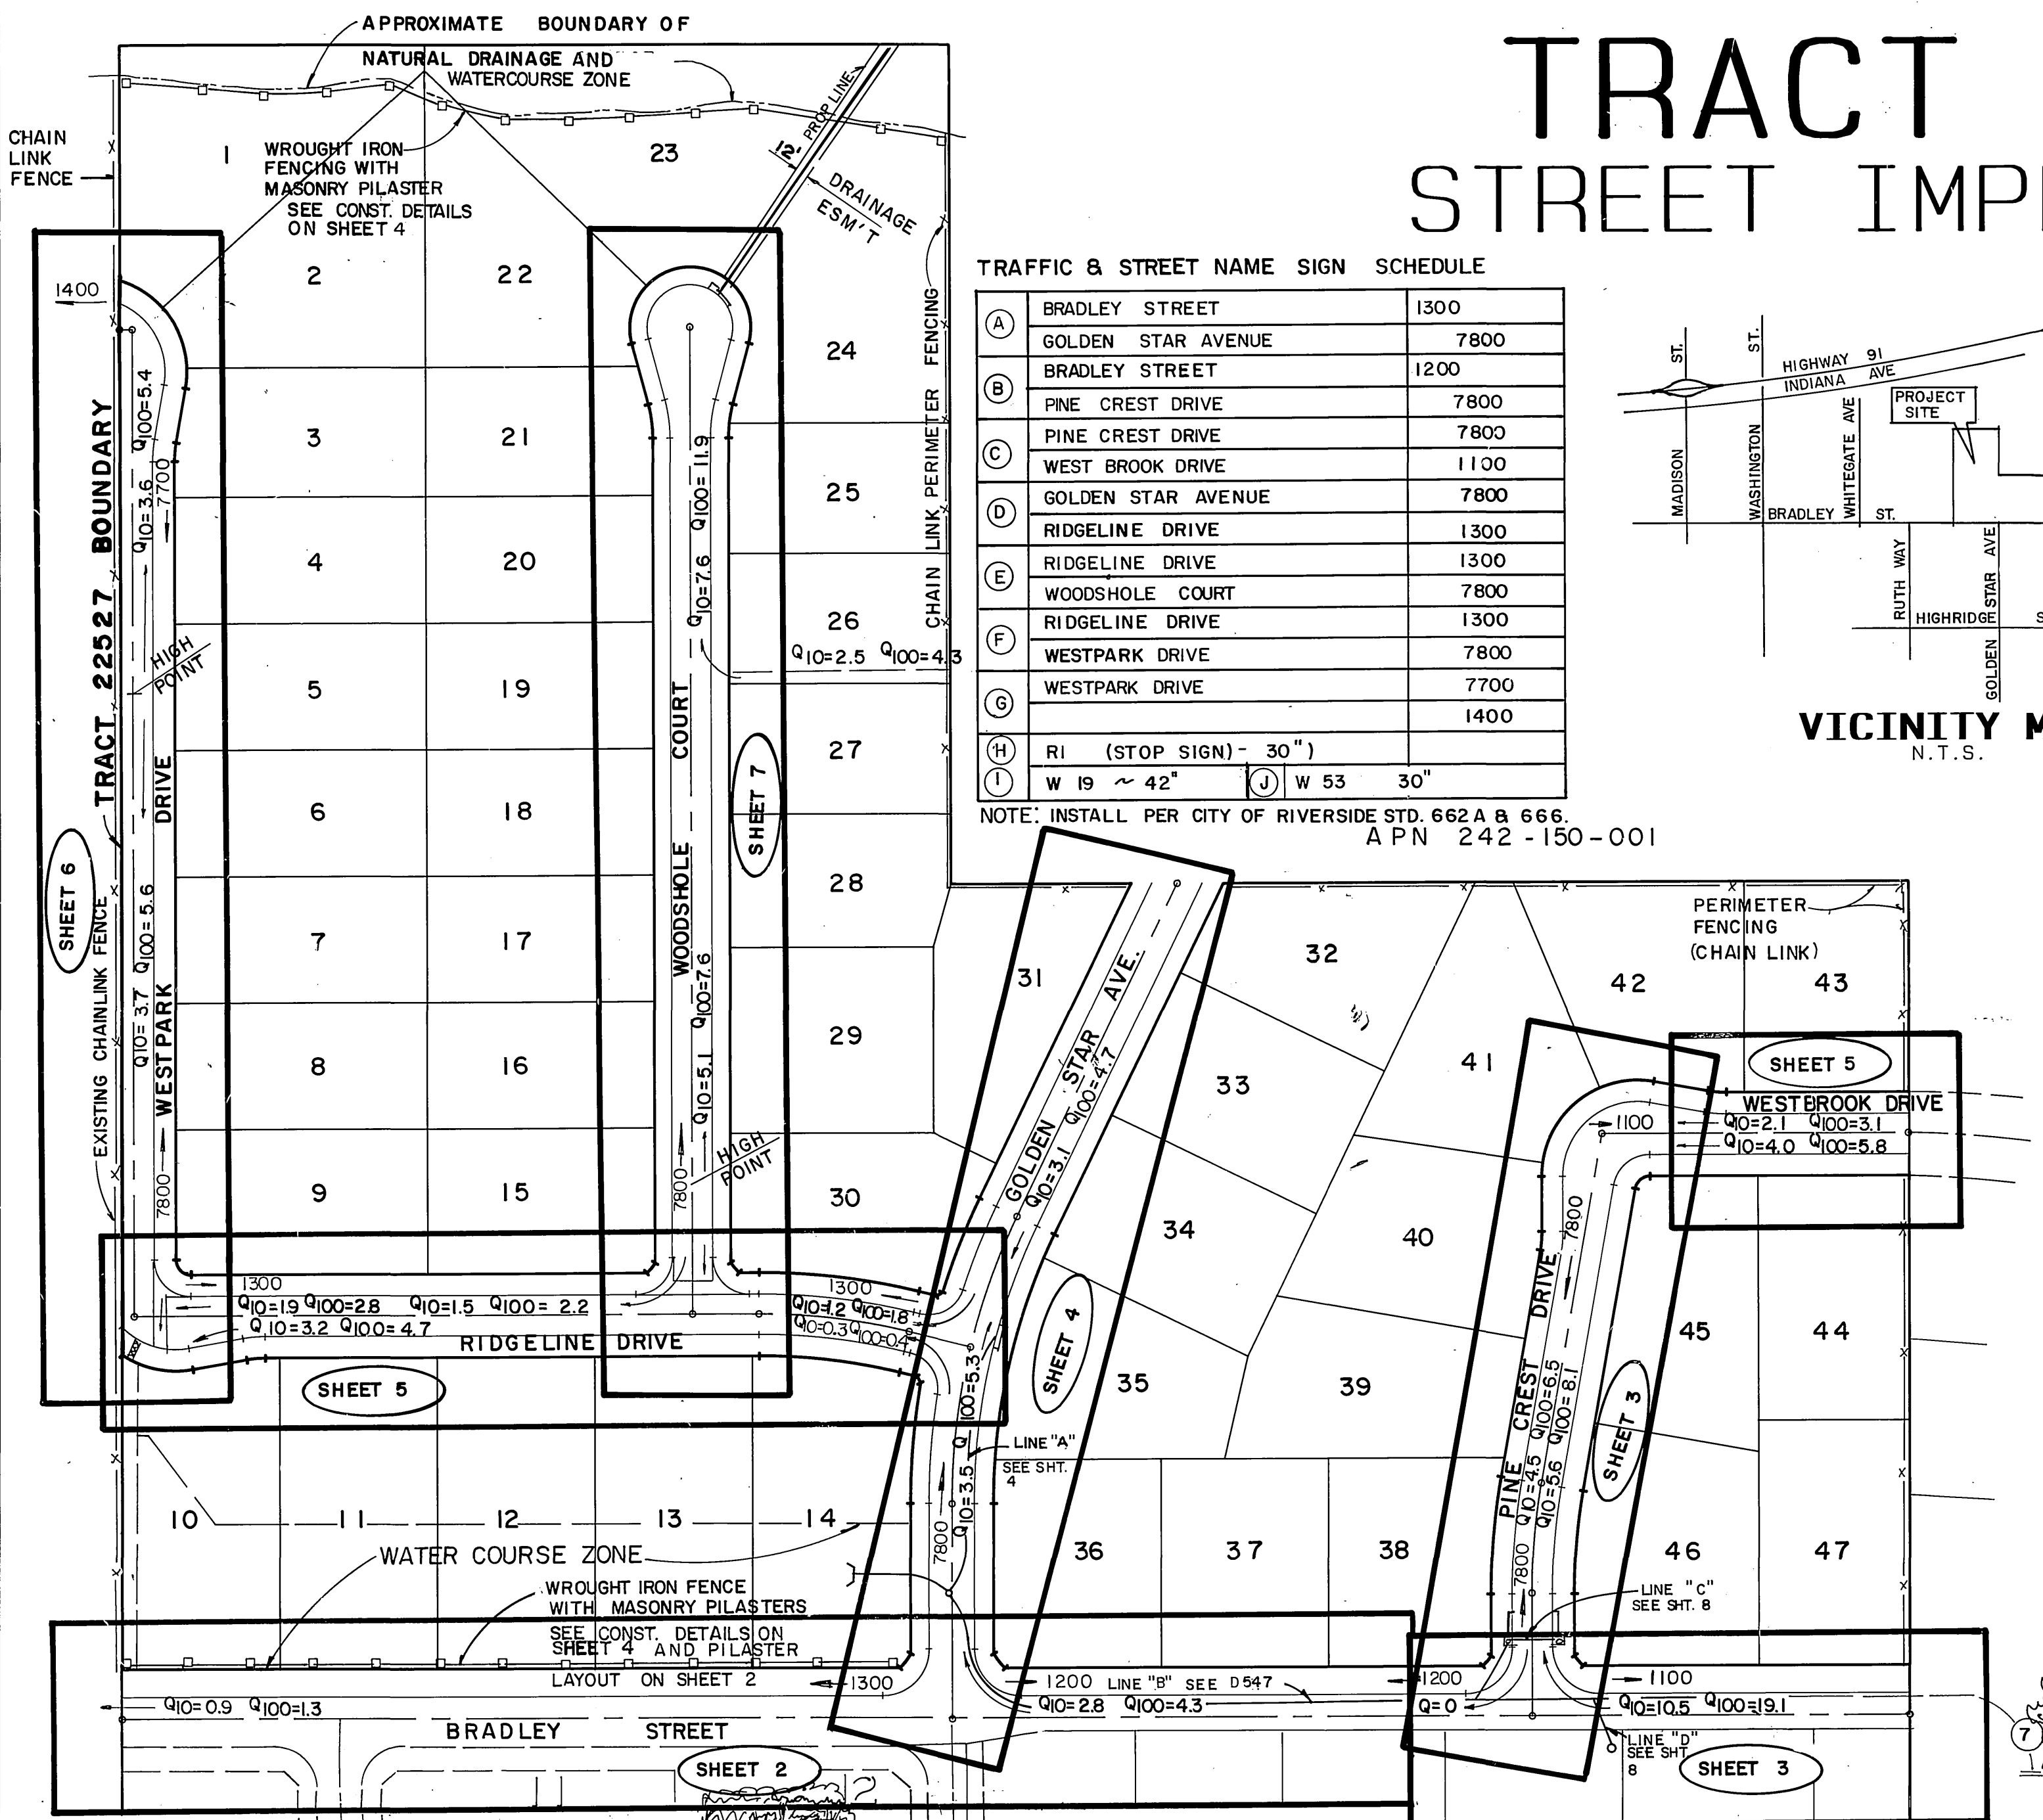 APPROXIMATE BOUNDARY OF
NATURAL DRAINAGE AND
WATERCOURSE ZONE
CHAIN
LINK
FENCE
1
WROUGHT IRON
FENCING WITH
MASONRY PILASTER
SEE CONST. DETAILS
ON SHEET 4
23
12'
PROP LINE
DRAINAGE
ESM'T
TRACT
STREET IMP
TRAFFIC & STREET NAME SIGN SCHEDULE
A BRADLEY STREET 1300
GOLDEN STAR AVENUE 7800
B BRADLEY STREET 1200
PINE CREST DRIVE 7800
C PINE CREST DRIVE 7800
WEST BROOK DRIVE 1100
D GOLDEN STAR AVENUE 7800
RIDGELINE DRIVE 1300
E RIDGELINE DRIVE 1300
WOODSHOLE COURT 7800
F RIDGELINE DRIVE 1300
WESTPARK DRIVE 7800
G WESTPARK DRIVE 7700
1400
H R1 (STOP SIGN)- 30")
I W 19 ~ 42" J W 53 30"
NOTE: INSTALL PER CITY OF RIVERSIDE STD. 662A & 666.
APN 242-150-001
MADISON ST.
WASHINGTON ST.
HIGHWAY 91
INDIANA AVE
WHITEGATE AVE
PROJECT
SITE
BRADLEY ST.
RUTH WAY
HIGHRIDGE S
GOLDEN STAR AVE
VICINITY M
N.T.S.
1400
2
22
24
3
21
25
4
20
26
5
19
27
6
18
28
7
17
29
8
16
30
9
15
TRACT 22527 BOUNDARY
Q100=5.4
Q10=3.6
7700
HIGH
POINT
WESTPARK DRIVE
Q10=3.7 Q100=5.6
7800
SHEET 6
EXISTING CHAINLINK FENCE
Q100=11.9
Q10=7.6
WOODSHOLE COURT
Q100=7.6
Q10=5.1
7800
HIGH
POINT
SHEET 7
CHAIN LINK PERIMETER FENCING
Q10=2.5 Q100=4.3
31
32
33
34
35
36
37
38
39
40
41
42
43
44
45
46
47
GOLDEN STAR AVE.
Q10=3.1 Q100=4.7
SHEET 4
PERIMETER
FENCING
(CHAIN LINK)
SHEET 5
WESTBROOK DRIVE
1100
Q10=2.1 Q100=3.1
Q10=4.0 Q100=5.8
7800
PINE CREST DRIVE
Q10=4.5 Q100=6.5
Q10=5.6 Q100=8.1
7800
SHEET 3
1300
Q10=1.9 Q100=2.8 Q10=1.5 Q100=2.2
Q10=3.2 Q100=4.7
RIDGELINE DRIVE
1300
Q10=1.2 Q100=1.8
Q10=0.3 Q100=0.4
SHEET 5
Q10=3.5 Q100=5.3
7800
LINE "A"
SEE SHT.
4
10
11
12
13
14
WATER COURSE ZONE
WROUGHT IRON FENCE
WITH MASONRY PILASTERS
SEE CONST. DETAILS ON
SHEET 4 AND PILASTER
LAYOUT ON SHEET 2
1300
Q10=0.9 Q100=1.3
BRADLEY STREET
SHEET 2
1200
LINE "B" SEE D547
1200
Q10=2.8 Q100=4.3
Q=0
LINE "C"
SEE SHT. 8
1100
Q10=10.5 Q100=19.1
LINE "D"
SEE SHT.
8
SHEET 3
7